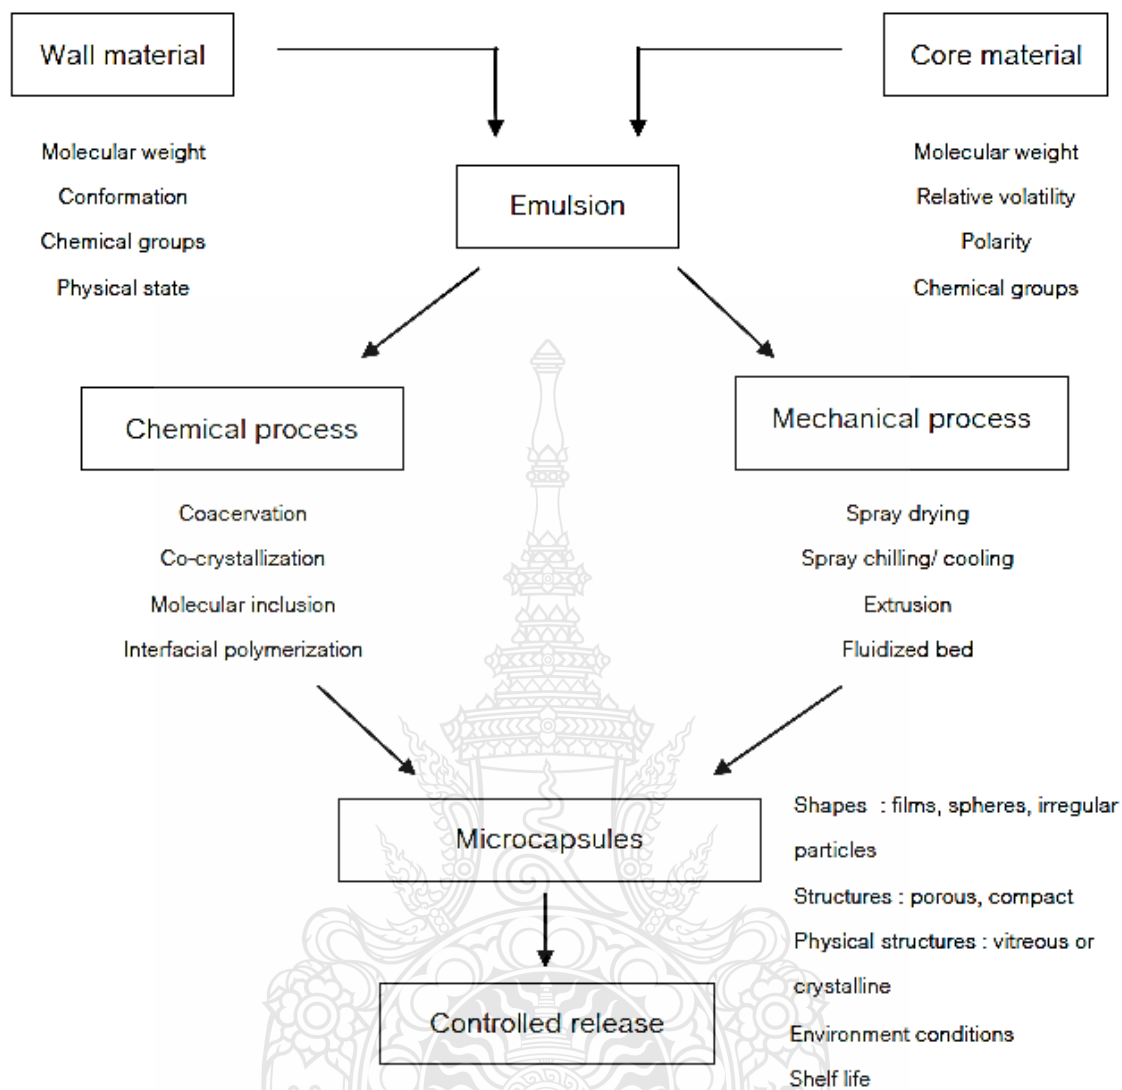 Wall material
Core material
Molecular weight
Conformation
Chemical groups
Physical state
Emulsion
Molecular weight
Relative volatility
Polarity
Chemical groups
Chemical process
Mechanical process
Coacervation
Co-crystallization
Molecular inclusion
Interfacial polymerization
Spray drying
Spray chilling/ cooling
Extrusion
Fluidized bed
Microcapsules
Shapes : films, spheres, irregular
particles
Structures : porous, compact
Physical structures : vitreous or
crystalline
Controlled release
Environment conditions
Shelf life